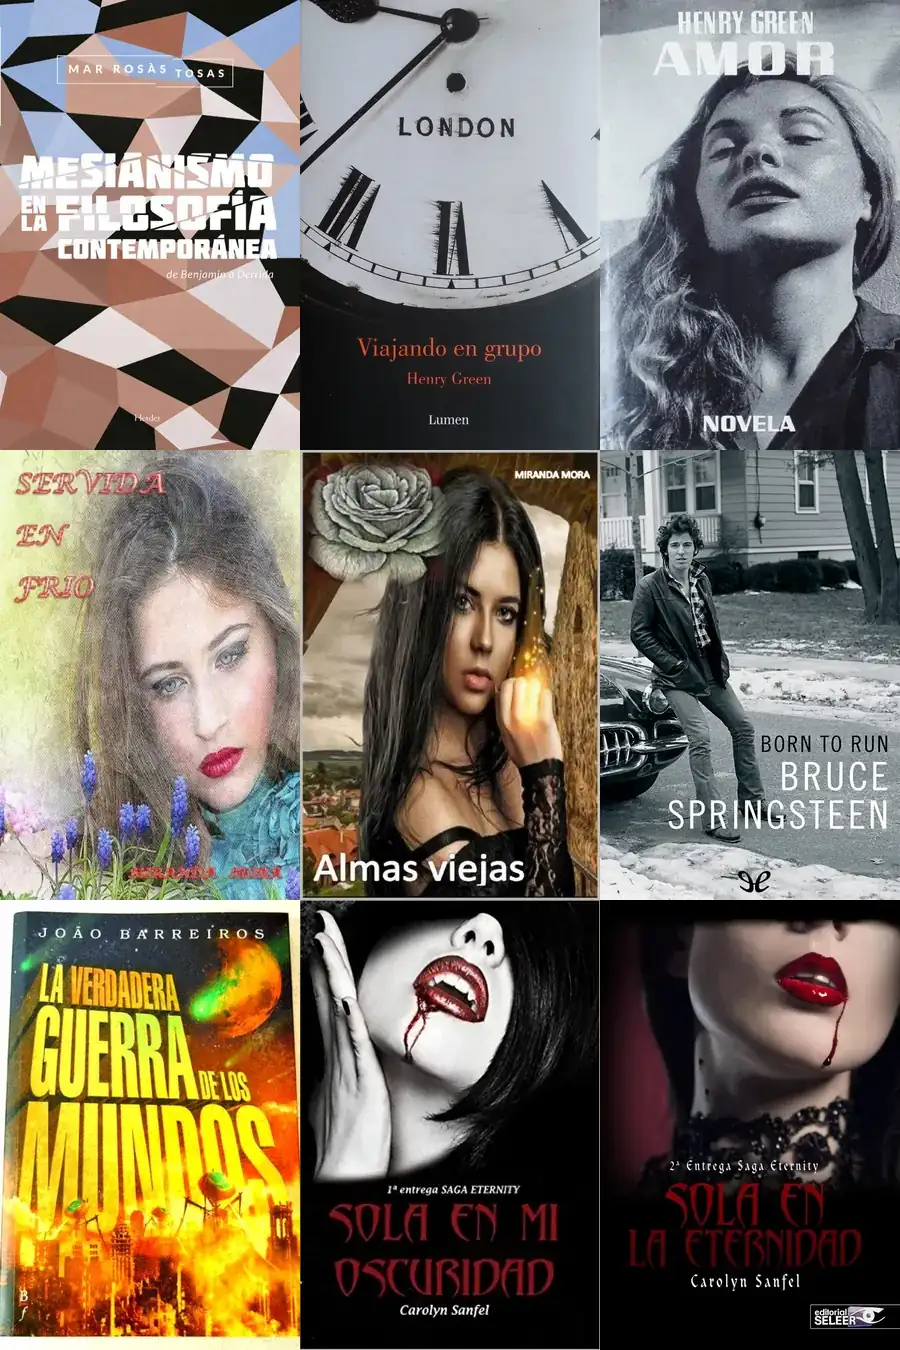 MAR ROSÀS TOSAS
MESIANISMO
EN LA FILOSOFÍA
CONTEMPORÁNEA
de Benjamin a Derrida
Herder
LONDON
Viajando en grupo
Henry Green
Lumen
HENRY GREEN
AMOR
NOVELA
SERVIDA
EN
FRIO
MIRANDA MORA
MIRANDA MORA
Almas viejas
BORN TO RUN
BRUCE
SPRINGSTEEN
JOÃO BARREIROS
LA VERDADERA
GUERRA
DE LOS
MUNDOS
B
f
1ª entrega SAGA ETERNITY
SOLA EN MI
OSCURIDAD
Carolyn Sanfel
2ª Entrega Saga Eternity
SOLA EN
LA ETERNIDAD
Carolyn Sanfel
editorial
SELEER